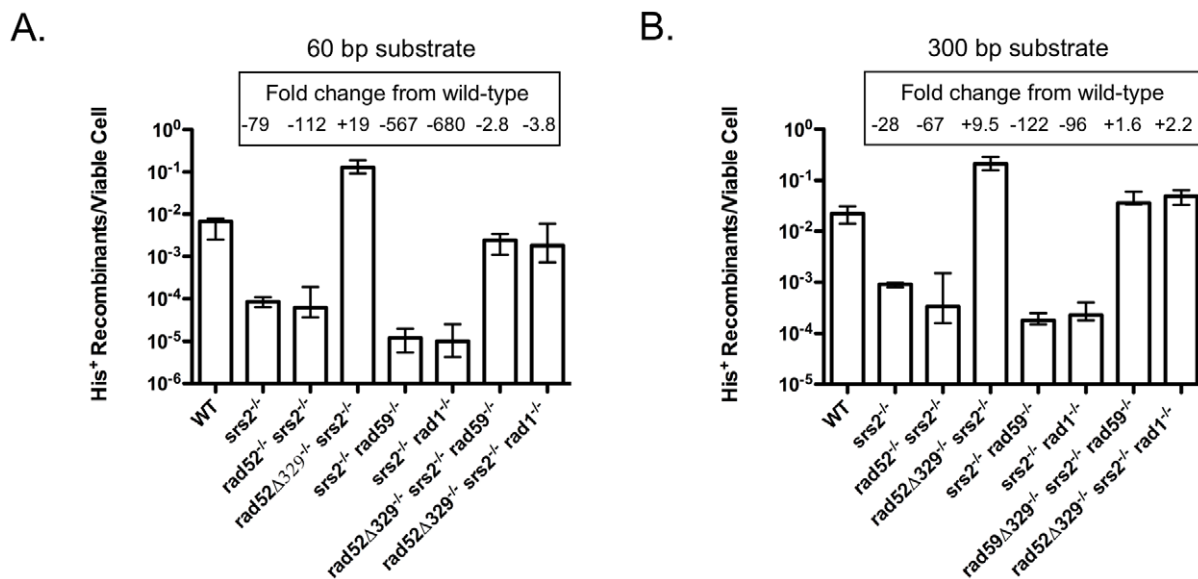 A.
60 bp substrate
Fold change from wild-type
-79 -112 +19 -567 -680 -2.8 -3.8
His+ Recombinants/Viable Cell
10^0
10^-1
10^-2
10^-3
10^-4
10^-5
10^-6
WT
srs2-/-
rad52-/- srs2-/-
rad52Δ329-/- srs2-/-
srs2-/- rad59-/-
srs2-/- rad1-/-
rad52Δ329-/- srs2-/- rad59-/-
rad52Δ329-/- srs2-/- rad1-/-
B.
300 bp substrate
Fold change from wild-type
-28 -67 +9.5 -122 -96 +1.6 +2.2
His+ Recombinants/Viable Cell
10^0
10^-1
10^-2
10^-3
10^-4
10^-5
WT
srs2-/-
rad52-/- srs2-/-
rad52Δ329-/- srs2-/-
srs2-/- rad59-/-
srs2-/- rad1-/-
rad59Δ329-/- srs2-/- rad59-/-
rad52Δ329-/- srs2-/- rad1-/-